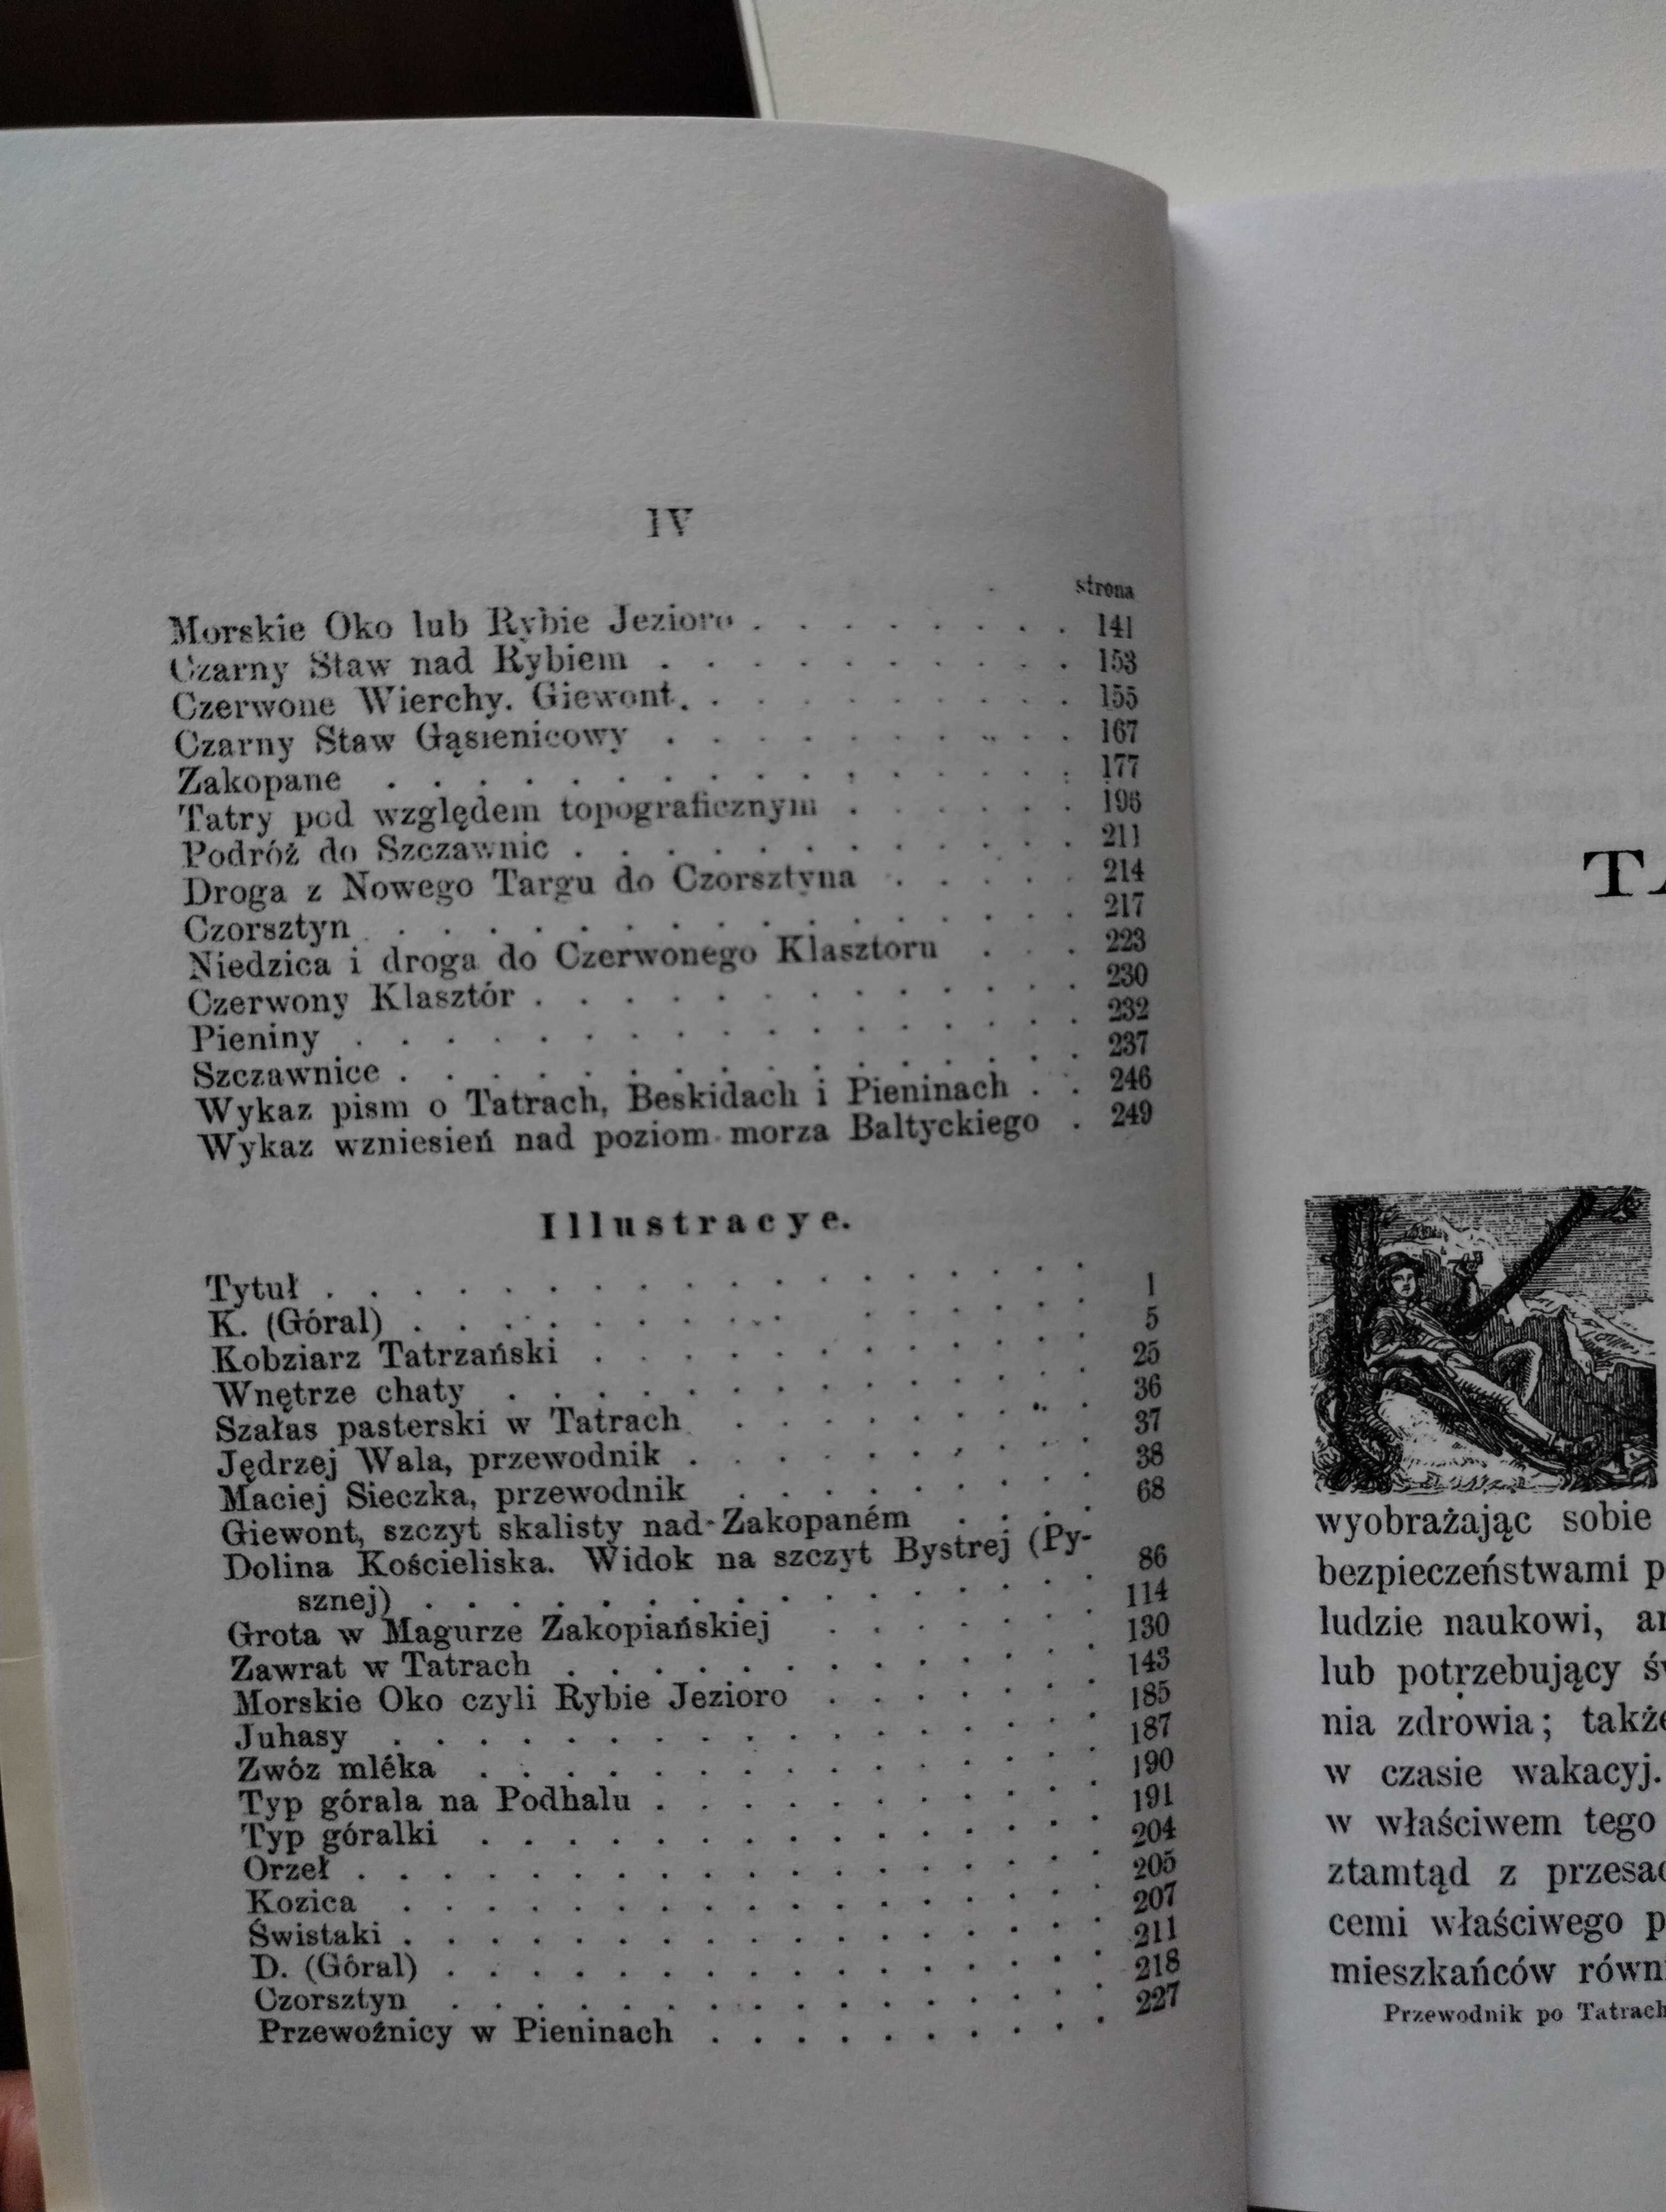 IV
strona
Morskie Oko lub Rybie Jezioro . . . . . . . . 141
Czarny Staw nad Rybiem . . . . . . . . . . 153
Czerwone Wierchy. Giewont. . . . . . . . . . 155
Czarny Staw Gąsienicowy . . . . . . . . . . 167
Zakopane . . . . . . . . . . . . . . . . 177
Tatry pod względem topograficznym . . . . . . 196
Podróż do Szczawnic . . . . . . . . . . . . 211
Droga z Nowego Targu do Czorsztyna . . . . . 214
Czorsztyn . . . . . . . . . . . . . . . . 217
Niedzica i droga do Czerwonego Klasztoru . . . 223
Czerwony Klasztór . . . . . . . . . . . . . 230
Pieniny . . . . . . . . . . . . . . . . . 232
Szczawnice . . . . . . . . . . . . . . . . 237
Wykaz pism o Tatrach, Beskidach i Pieninach . . 246
Wykaz wzniesień nad poziom morza Baltyckiego . 249
Illustracye.
Tytuł . . . . . . . . . . . . . . . . . .
K. (Góral) . . . . . . . . . . . . . . . . 1
Kobziarz Tatrzański . . . . . . . . . . . . 5
Wnętrze chaty . . . . . . . . . . . . . . 25
Szałas pasterski w Tatrach . . . . . . . . . 36
Jędrzej Wala, przewodnik . . . . . . . . . . 37
Maciej Sieczka, przewodnik . . . . . . . . . 38
Giewont, szczyt skalisty nad Zakopaném . . . . 68
Dolina Kościeliska. Widok na szczyt Bystrej (Py-
sznej) . . . . . . . . . . . . . . . . 86
Grota w Magurze Zakopiańskiej . . . . . . . 114
Zawrat w Tatrach . . . . . . . . . . . . . 130
Morskie Oko czyli Rybie Jezioro . . . . . . . 143
Juhasy . . . . . . . . . . . . . . . . . 185
Zwóz mléka . . . . . . . . . . . . . . . 187
Typ górala na Podhalu . . . . . . . . . . . 190
Typ góralki . . . . . . . . . . . . . . . 191
Orzeł . . . . . . . . . . . . . . . . . . 204
Kozica . . . . . . . . . . . . . . . . . 205
Świstaki . . . . . . . . . . . . . . . . . 207
D. (Góral) . . . . . . . . . . . . . . . . 211
Czorsztyn . . . . . . . . . . . . . . . . 218
Przewoźnicy w Pieninach . . . . . . . . . . 227
TA
wyobrażając sobie
bezpieczeństwami p
ludzie naukowi, ar
lub potrzebujący św
nia zdrowia; także
w czasie wakacyj.
w właściwem tego
ztamtąd z przesad
cemi właściwego p
mieszkańców równi
Przewodnik po Tatrach